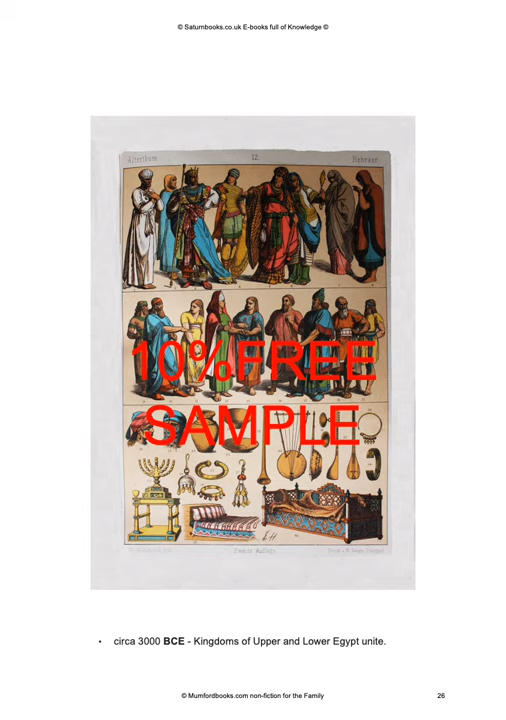 © Saturnbooks.co.uk E-books full of Knowledge ©
Alterthum. 12. Hebräer.
10%FREE
SAMPLE
Zweite Auflage.
• circa 3000 BCE - Kingdoms of Upper and Lower Egypt unite.
© Mumfordbooks.com non-fiction for the Family 26